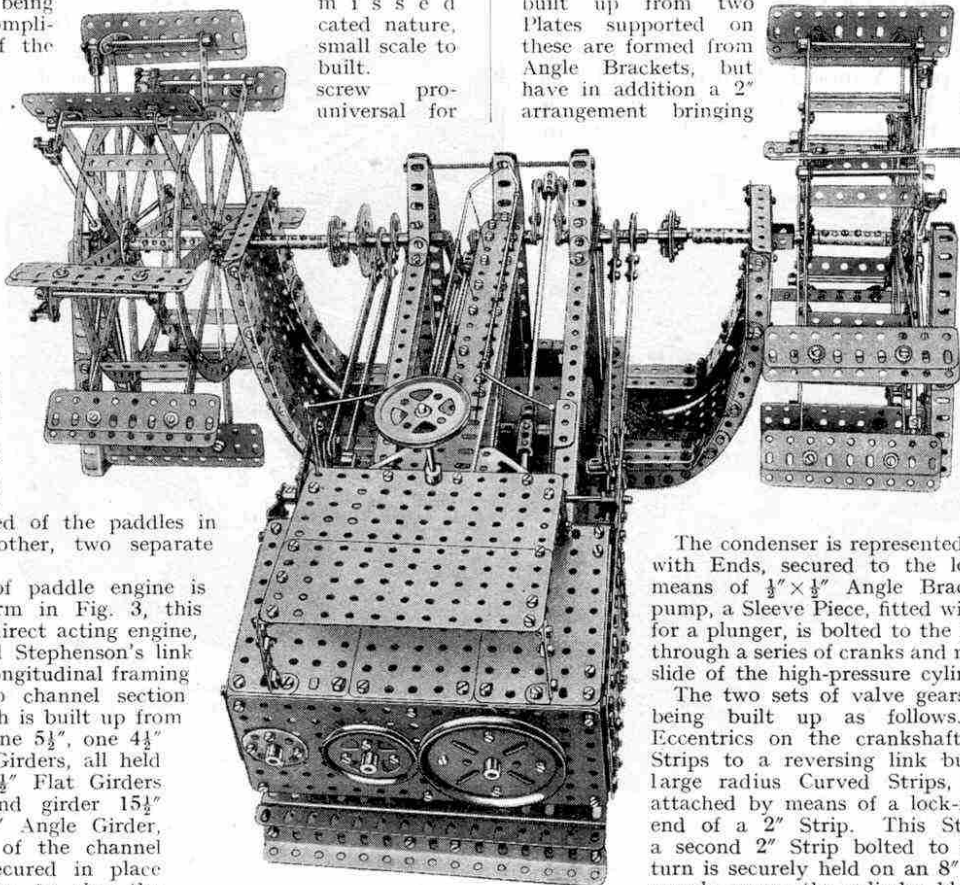 being
compli-
f the
missed
cated nature,
small scale to
built.
screw pro-
universal for
built up from two
Plates supported on
these are formed from
Angle Brackets, but
have in addition a 2″
arrangement bringing
ed of the paddles in
other, two separate
of paddle engine is
rm in Fig. 3, this
direct acting engine,
l Stephenson's link
ongitudinal framing
o channel section
h is built up from
ne 5½″, one 4½″
Girders, all held
½″ Flat Girders
nd girder 15½″
″ Angle Girder,
of the channel
ecured in place
The condenser is represented
with Ends, secured to the lo
means of ½″×½″ Angle Brac
pump, a Sleeve Piece, fitted wi
for a plunger, is bolted to the
through a series of cranks and r
slide of the high-pressure cylin
The two sets of valve gears
being built up as follows.
Eccentrics on the crankshaft
Strips to a reversing link bu
large radius Curved Strips,
attached by means of a lock-
end of a 2″ Strip. This St
a second 2″ Strip bolted to
turn is securely held on an 8″